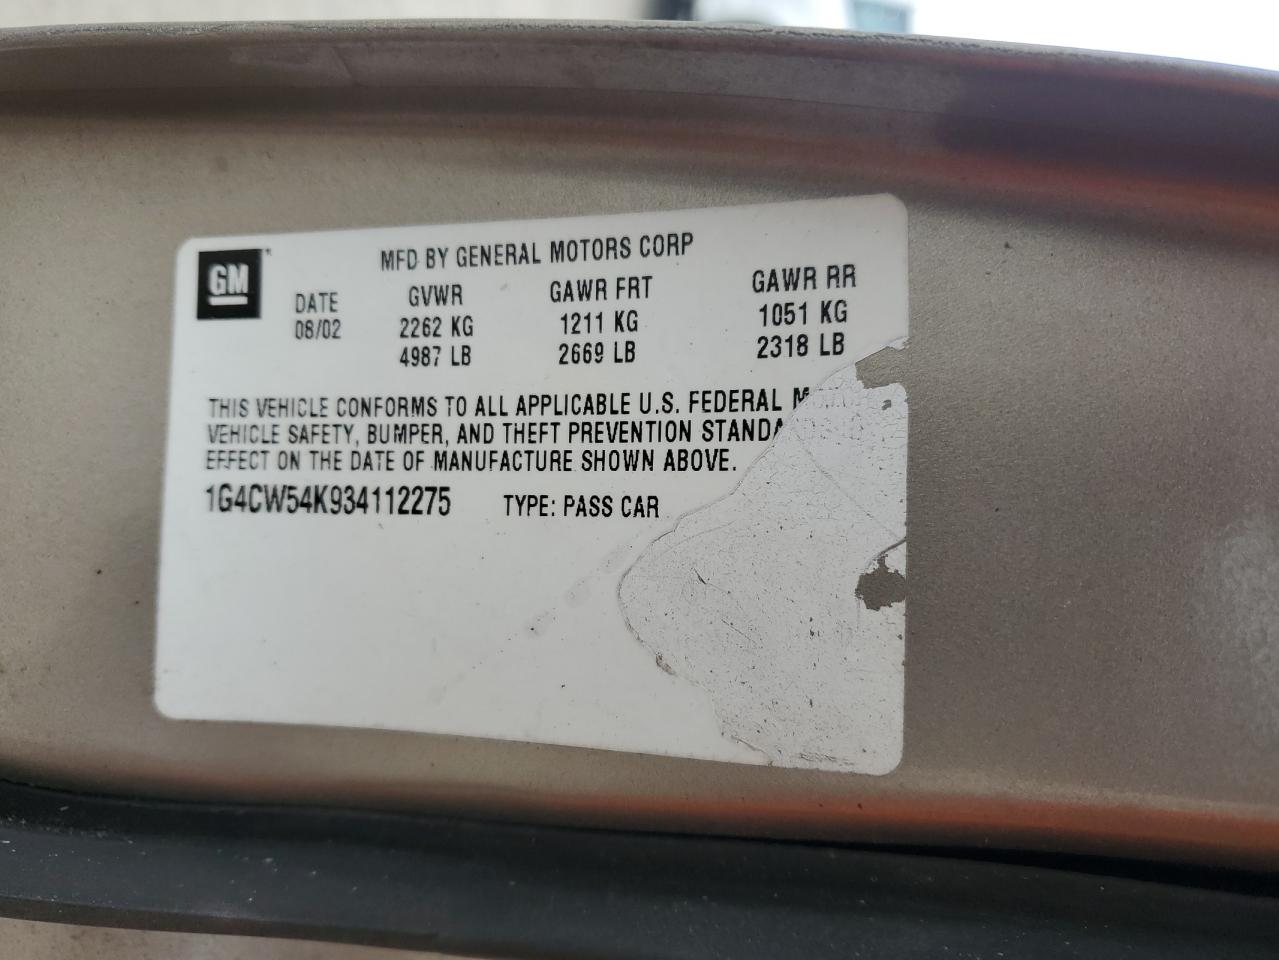 GM
MFD BY GENERAL MOTORS CORP
DATE GVWR GAWR FRT GAWR RR
08/02 2262 KG 1211 KG 1051 KG
4987 LB 2669 LB 2318 LB
THIS VEHICLE CONFORMS TO ALL APPLICABLE U.S. FEDERAL M
VEHICLE SAFETY, BUMPER, AND THEFT PREVENTION STANDA
EFFECT ON THE DATE OF MANUFACTURE SHOWN ABOVE.
1G4CW54K934112275 TYPE: PASS CAR